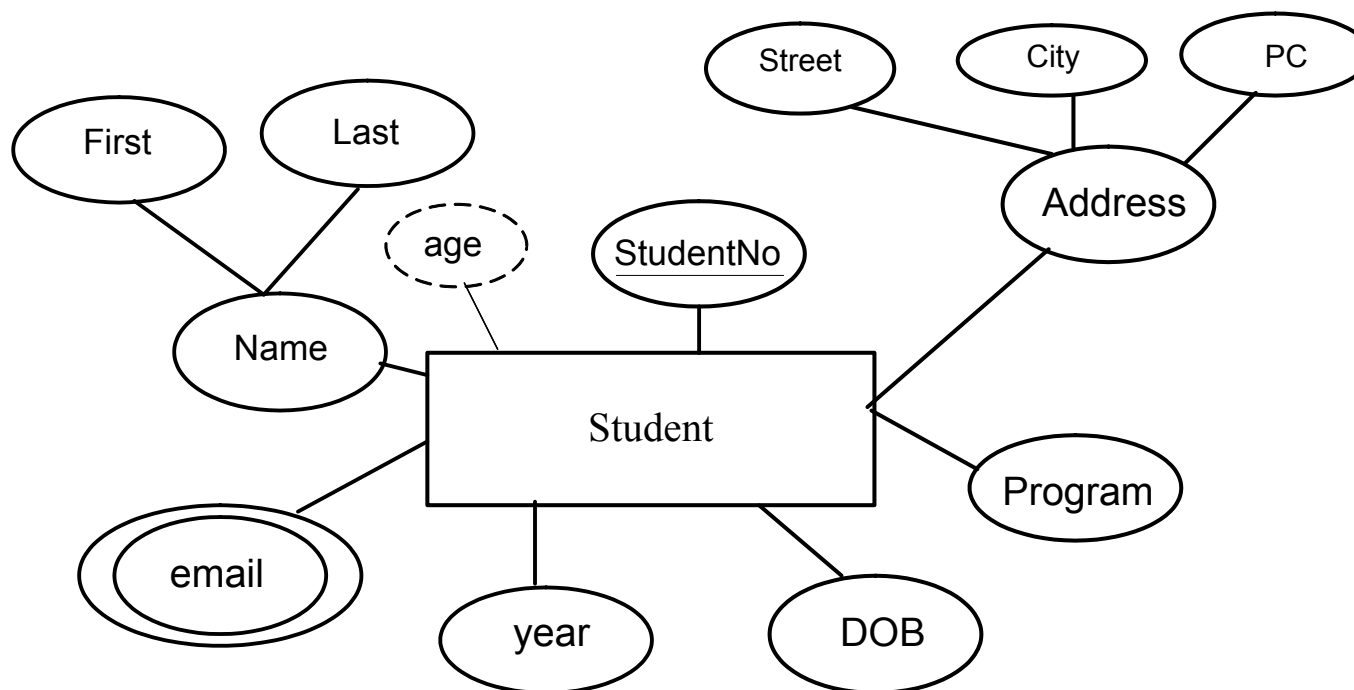 Street
City
PC
First
Last
Address
age
StudentNo
Name
Student
Program
email
year
DOB